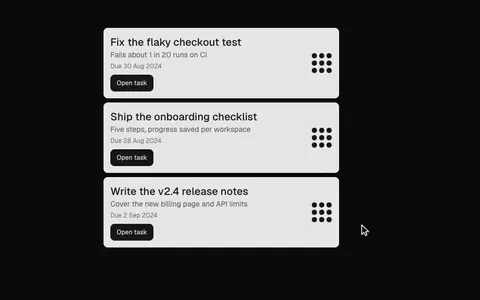 Fix the flaky checkout test
Fails about 1 in 20 runs on CI
Due 30 Aug 2024
Open task
Ship the onboarding checklist
Five steps, progress saved per workspace
Due 28 Aug 2024
Open task
Write the v2.4 release notes
Cover the new billing page and API limits
Due 2 Sep 2024
Open task